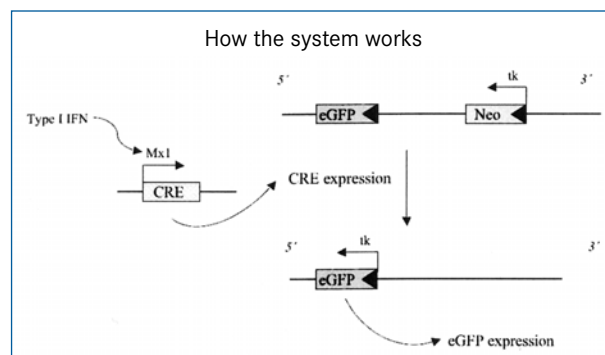 How the system works
5´ tk 3´
eGFP Neo
Type I IFN
Mx1
CRE
CRE expression
5´ tk 3´
eGFP
eGFP expression